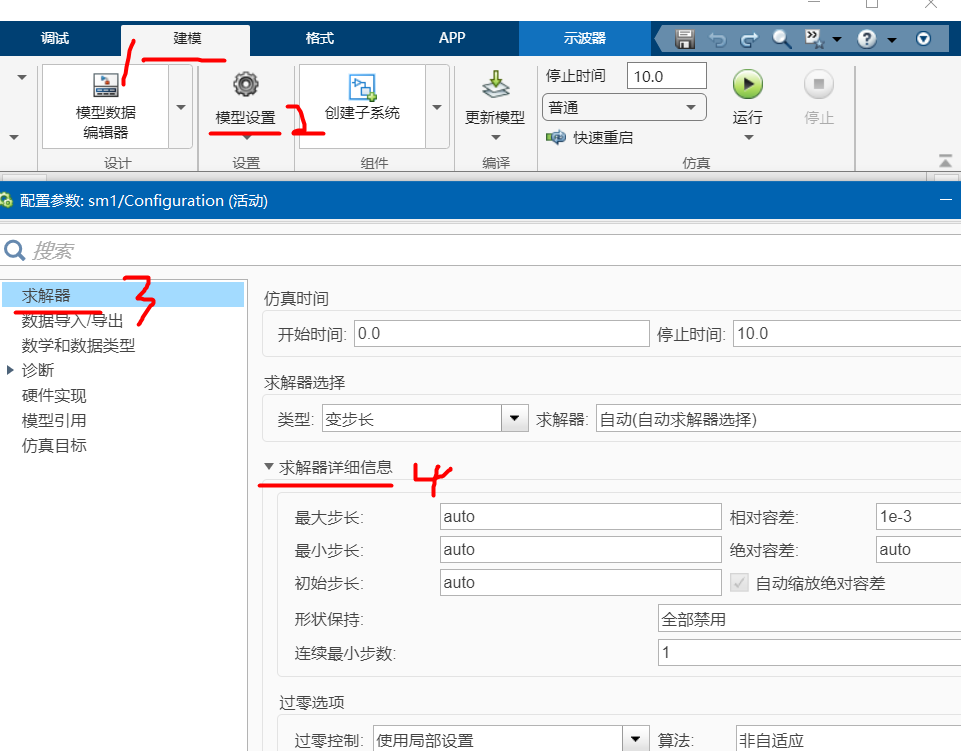 调试 建模 格式 APP 示波器
1
模型数据编辑器 模型设置 2 创建子系统 更新模型 停止时间 10.0 运行 停止
普通
快速重启
设计 设置 组件 编译 仿真
配置参数: sm1/Configuration (活动)
搜索
求解器 3
数据导入/导出
数学和数据类型
诊断
硬件实现
模型引用
仿真目标
仿真时间
开始时间: 0.0 停止时间: 10.0
求解器选择
类型: 变步长 求解器: 自动(自动求解器选择)
求解器详细信息 4
最大步长: auto 相对容差: 1e-3
最小步长: auto 绝对容差: auto
初始步长: auto 自动缩放绝对容差
形状保持: 全部禁用
连续最小步数: 1
过零选项
过零控制: 使用局部设置 算法: 非自适应